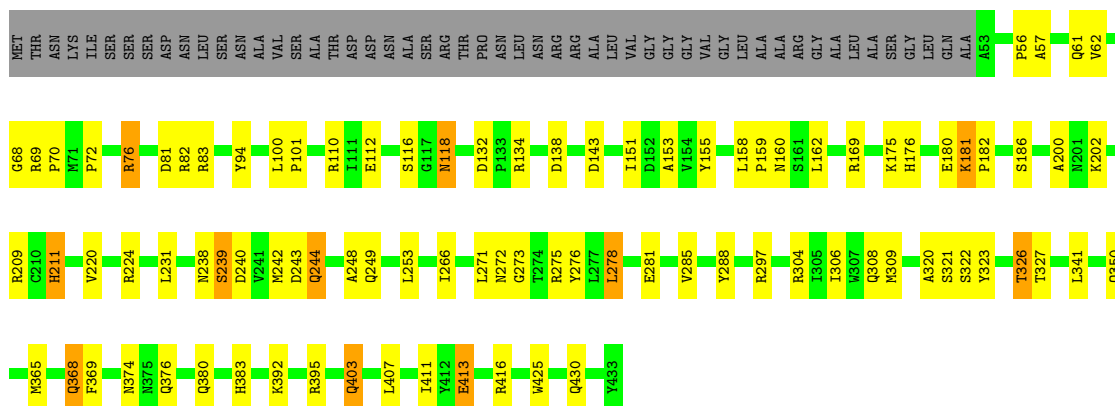 MET THR ASN LYS ILE SER SER SER ASP ASN LEU SER ASN ALA VAL SER ALA THR ASP ASP ASN ALA SER ARG THR PRO ASN LEU ASN ARG ARG ALA LEU VAL GLY GLY GLY VAL GLY LEU ALA ALA ARG GLY ALA LEU ALA SER GLY LEU GLN ALA A53 P56 A57 Q61 V62
G68 R69 P70 M71 P72 R76 D81 R82 R83 Y94 L100 P101 R110 I111 E112 S116 G117 N118 D132 P133 R134 D138 D143 I151 D152 A153 V154 Y155 L158 P159 N160 S161 L162 R169 K175 H176 E180 K181 P182 S186 A200 N201 K202
R209 C210 H211 V220 R224 L231 N238 S239 D240 V241 M242 D243 Q244 A248 Q249 L253 I266 L271 N272 G273 T274 R275 Y276 L277 L278 E281 V285 Y288 R297 R304 I305 I306 W307 Q308 M309 A320 S321 S322 Y323 T326 T327 L341
M365 Q368 F369 N374 N375 Q376 Q380 H383 K392 R395 Q403 L407 I411 Y412 E413 R416 W425 Q430 Y433